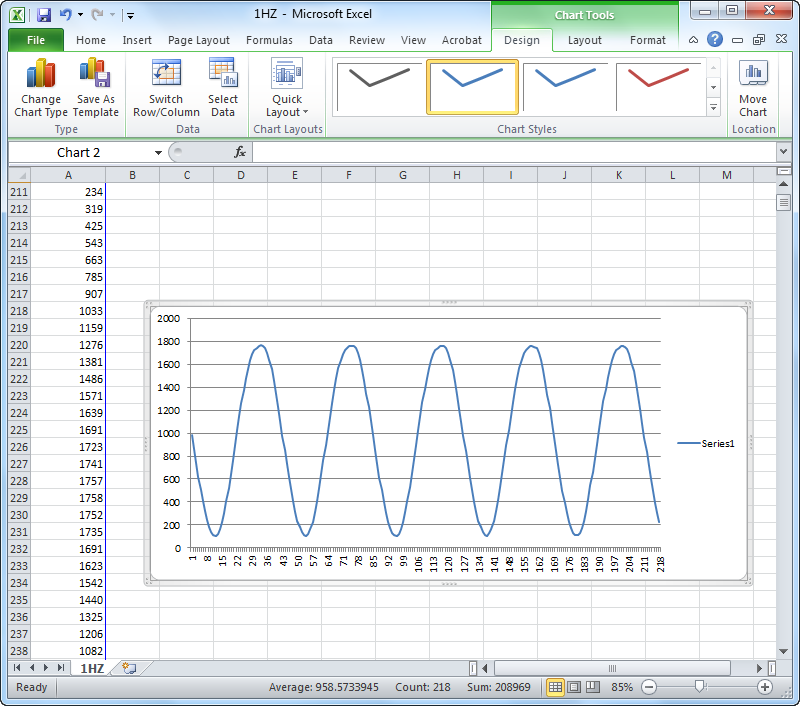 1HZ - Microsoft Excel
Chart Tools
File Home Insert Page Layout Formulas Data Review View Acrobat Design Layout Format
Change Chart Type
Save As Template
Switch Row/Column
Select Data
Quick Layout
Move Chart
Type Data Chart Layouts Chart Styles Location
Chart 2 fx
A B C D E F G H I J K L M
211 234
212 319
213 425
214 543
215 663
216 785
217 907
218 1033
219 1159
220 1276
221 1381
222 1486
223 1571
224 1639
225 1691
226 1723
227 1741
228 1757
229 1758
230 1752
231 1735
232 1691
233 1623
234 1542
235 1440
236 1325
237 1206
238 1082
2000
1800
1600
1400
1200
1000
800
600
400
200
0
1 8 15 22 29 36 43 50 57 64 71 78 85 92 99 106 113 120 127 134 141 148 155 162 169 176 183 190 197 204 211 218
Series1
1HZ
Ready Average: 958.5733945 Count: 218 Sum: 208969 85%